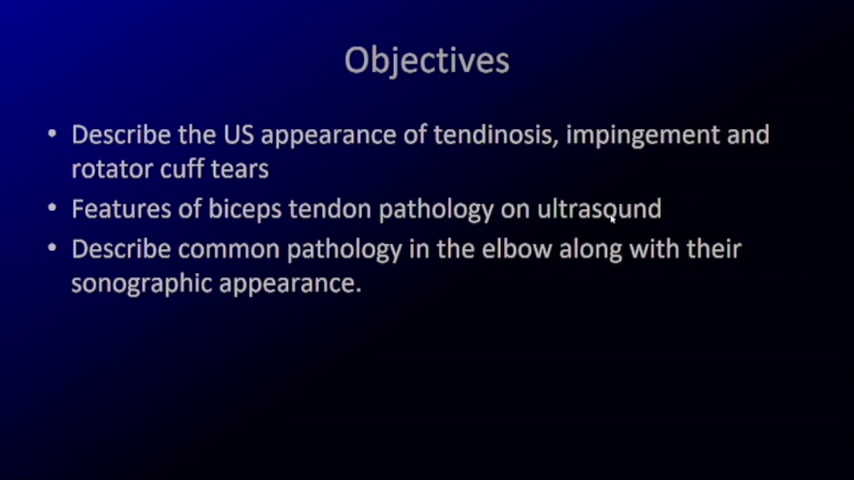 Objectives
• Describe the US appearance of tendinosis, impingement and
rotator cuff tears
• Features of biceps tendon pathology on ultrasound
• Describe common pathology in the elbow along with their
sonographic appearance.